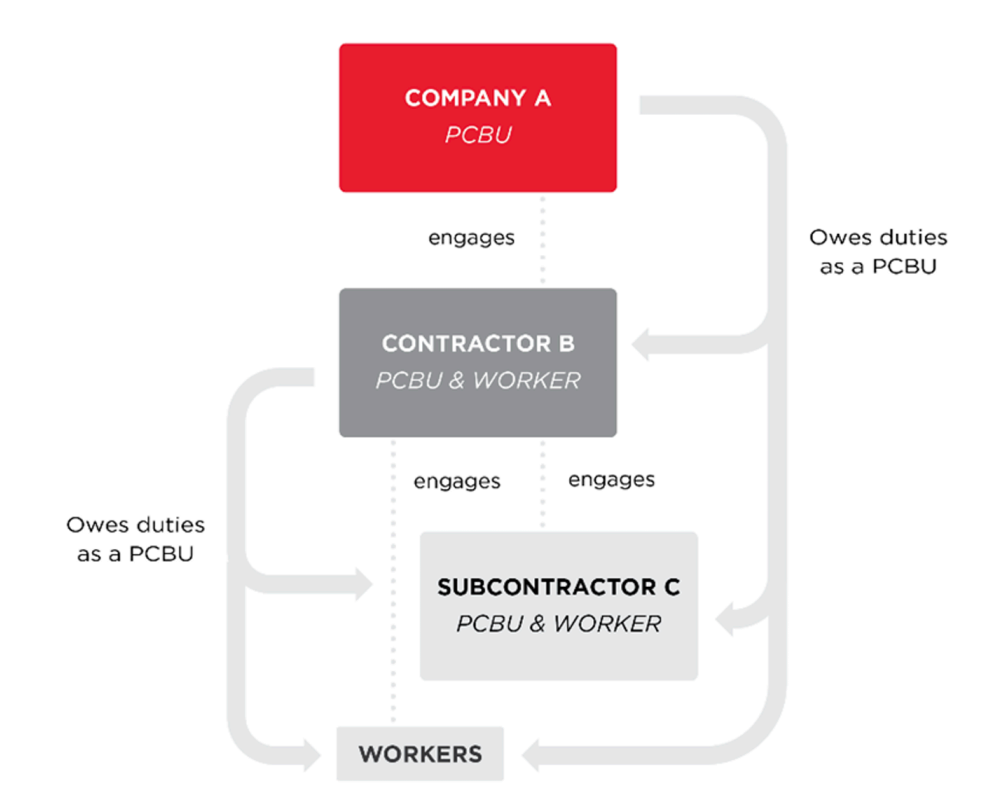 COMPANY A
PCBU
engages
Owes duties
as a PCBU
CONTRACTOR B
PCBU & WORKER
engages
engages
Owes duties
as a PCBU
SUBCONTRACTOR C
PCBU & WORKER
WORKERS